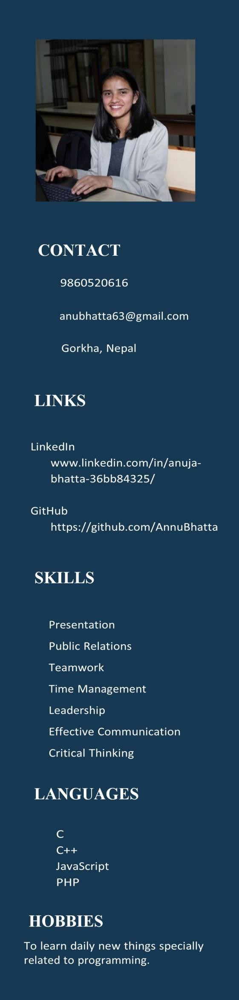 CONTACT
9860520616
anubhatta63@gmail.com
Gorkha, Nepal
LINKS
LinkedIn
www.linkedin.com/in/anuja-
bhatta-36bb84325/
GitHub
https://github.com/AnnuBhatta
SKILLS
Presentation
Public Relations
Teamwork
Time Management
Leadership
Effective Communication
Critical Thinking
LANGUAGES
C
C++
JavaScript
PHP
HOBBIES
To learn daily new things specially
related to programming.